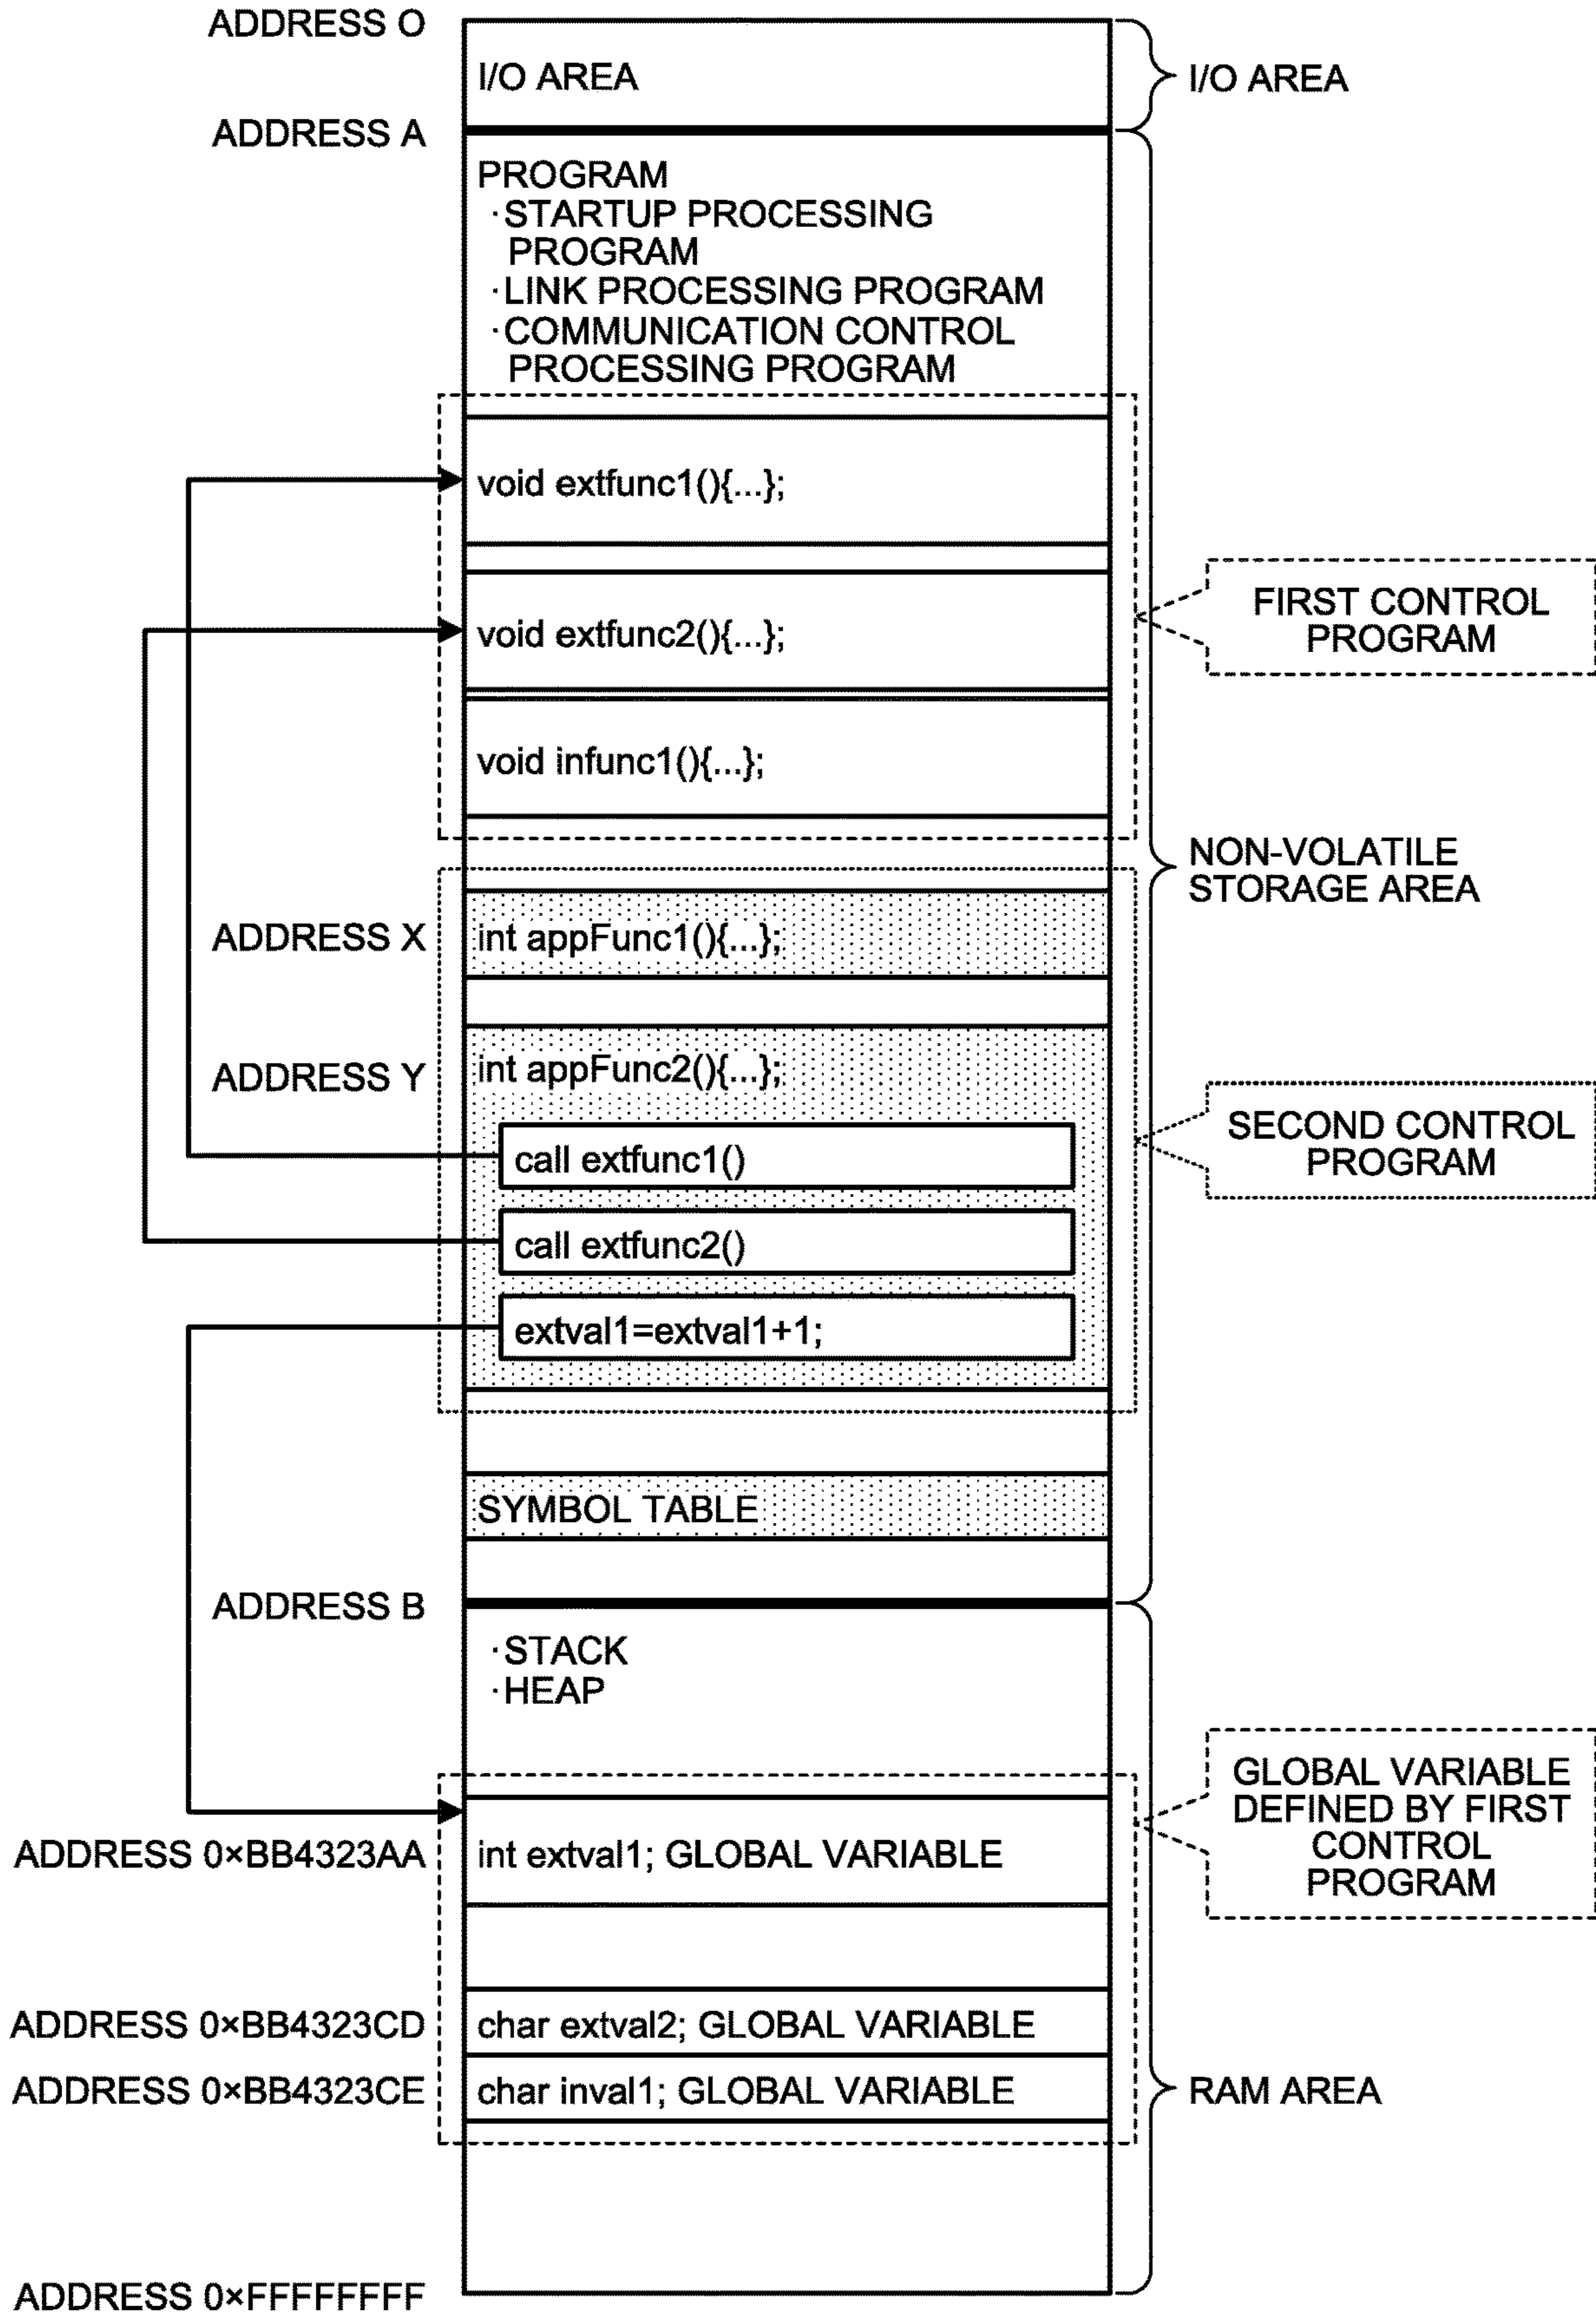 ADDRESS O
I/O AREA
I/O AREA
ADDRESS A
PROGRAM
·STARTUP PROCESSING
PROGRAM
·LINK PROCESSING PROGRAM
·COMMUNICATION CONTROL
PROCESSING PROGRAM
void extfunc1(){...};
void extfunc2(){...};
FIRST CONTROL
PROGRAM
void infunc1(){...};
NON-VOLATILE
STORAGE AREA
ADDRESS X
int appFunc1(){...};
ADDRESS Y
int appFunc2(){...};
call extfunc1()
SECOND CONTROL
PROGRAM
call extfunc2()
extval1=extval1+1;
SYMBOL TABLE
ADDRESS B
·STACK
·HEAP
GLOBAL VARIABLE
DEFINED BY FIRST
CONTROL
PROGRAM
ADDRESS 0×BB4323AA
int extval1; GLOBAL VARIABLE
ADDRESS 0×BB4323CD
char extval2; GLOBAL VARIABLE
ADDRESS 0×BB4323CE
char inval1; GLOBAL VARIABLE
RAM AREA
ADDRESS 0×FFFFFFFF